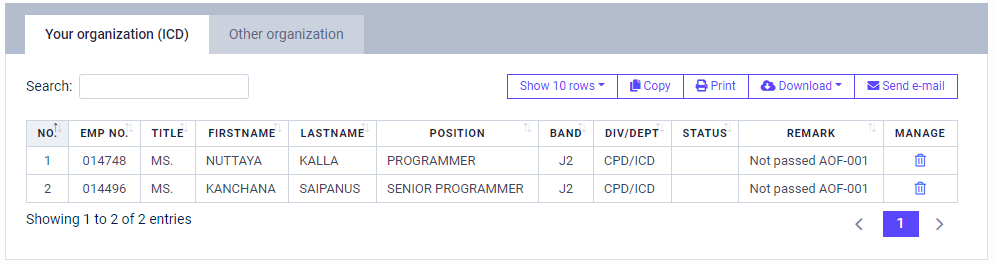 Your organization (ICD) Other organization
Search: Show 10 rows Copy Print Download Send e-mail
NO. EMP NO. TITLE FIRSTNAME LASTNAME POSITION BAND DIV/DEPT STATUS REMARK MANAGE
1 014748 MS. NUTTAYA KALLA PROGRAMMER J2 CPD/ICD Not passed AOF-001
2 014496 MS. KANCHANA SAIPANUS SENIOR PROGRAMMER J2 CPD/ICD Not passed AOF-001
Showing 1 to 2 of 2 entries 1